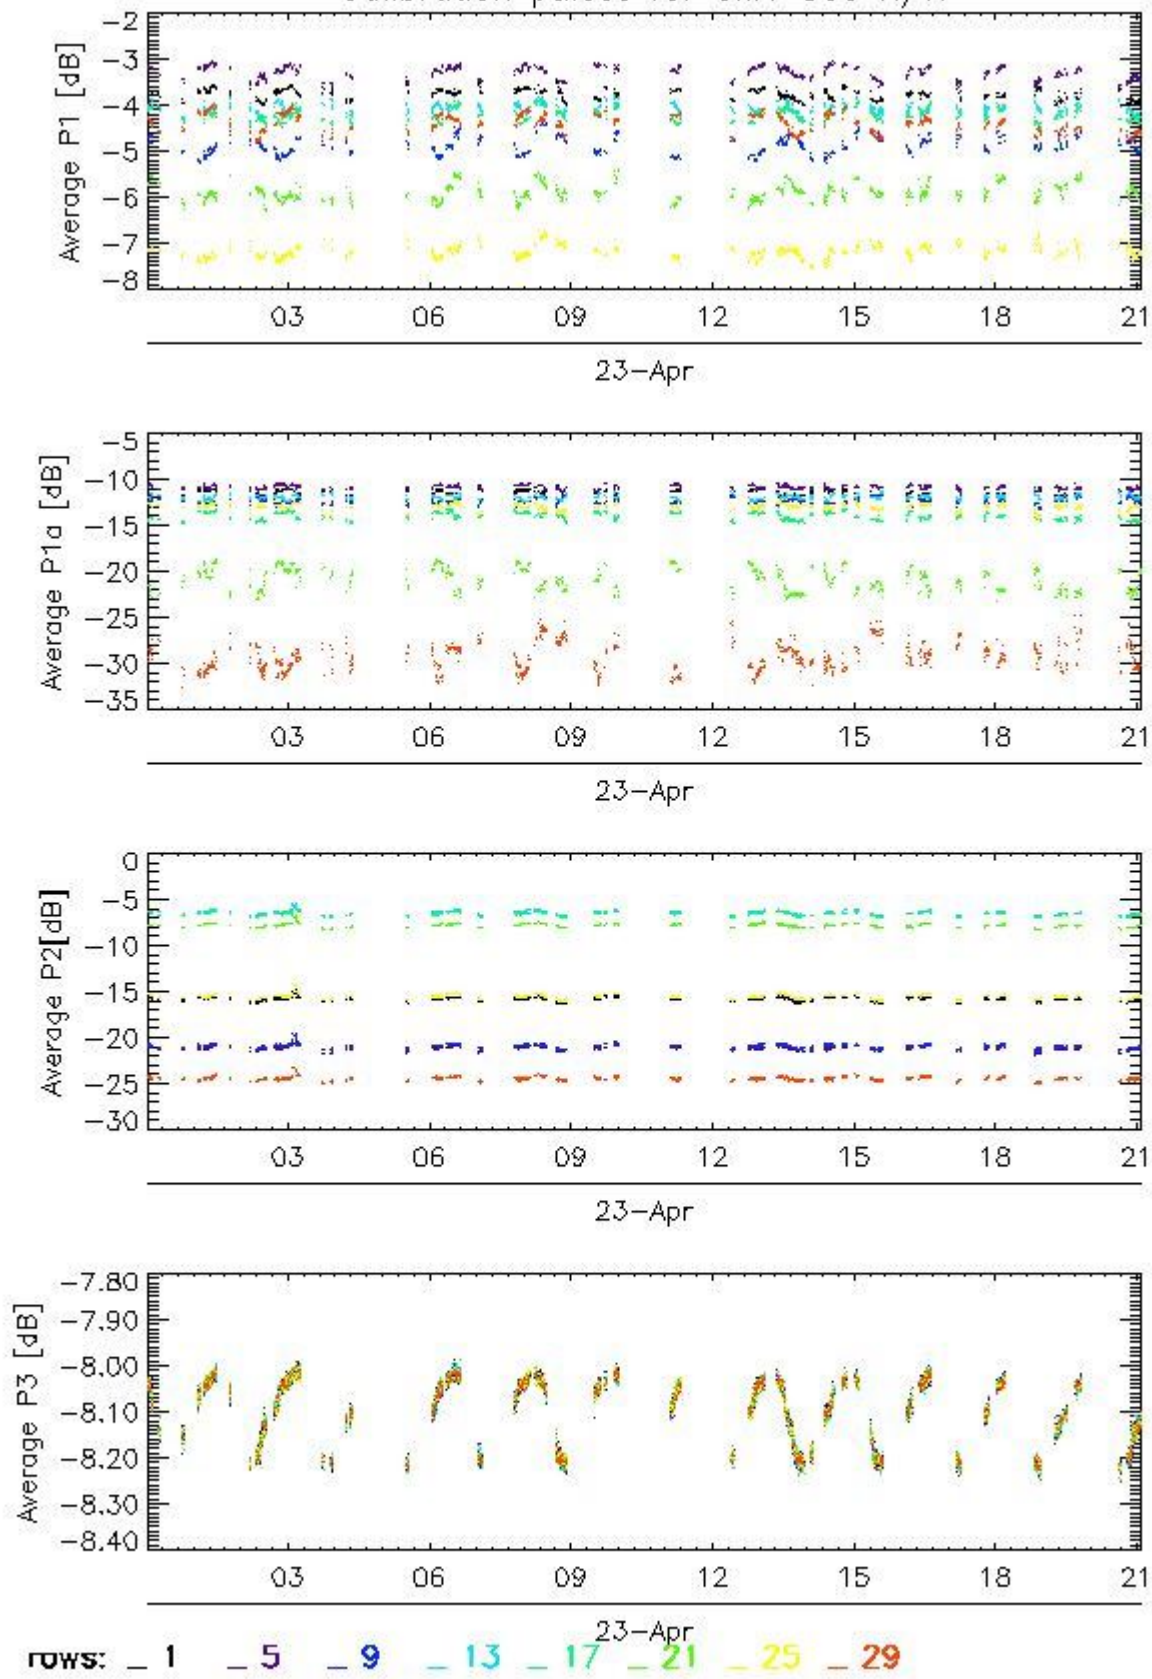 -2
-3
-4
-5
-6
-7
-8
Average P1 [dB]
03 06 09 12 15 18 21
23-Apr
-5
-10
-15
-20
-25
-30
-35
Average P1a [dB]
03 06 09 12 15 18 21
23-Apr
0
-5
-10
-15
-20
-25
-30
Average P2[dB]
03 06 09 12 15 18 21
23-Apr
-7.80
-7.90
-8.00
-8.10
-8.20
-8.30
-8.40
Average P3 [dB]
03 06 09 12 15 18 21
23-Apr
rows: _ 1 _ 5 _ 9 _ 13 _ 17 _ 21 _ 25 _ 29